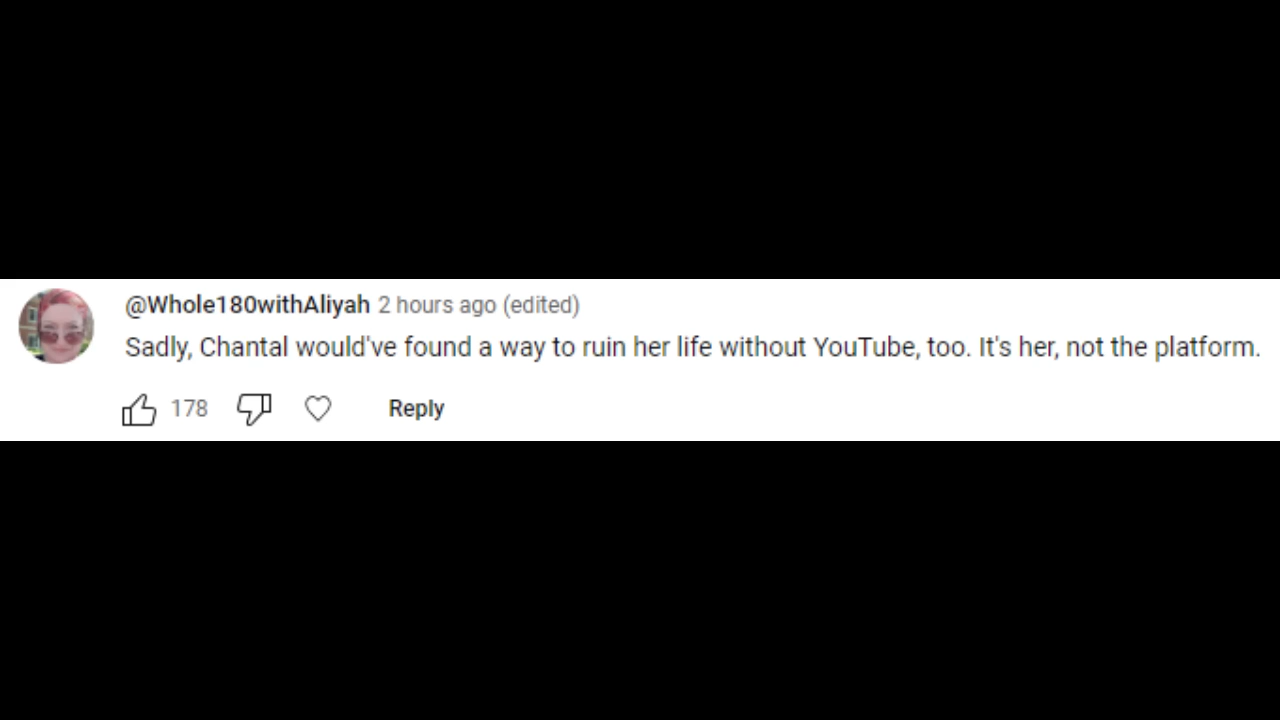 @Whole180withAliyah 2 hours ago (edited)
Sadly, Chantal would've found a way to ruin her life without YouTube, too. It's her, not the platform.
178 Reply